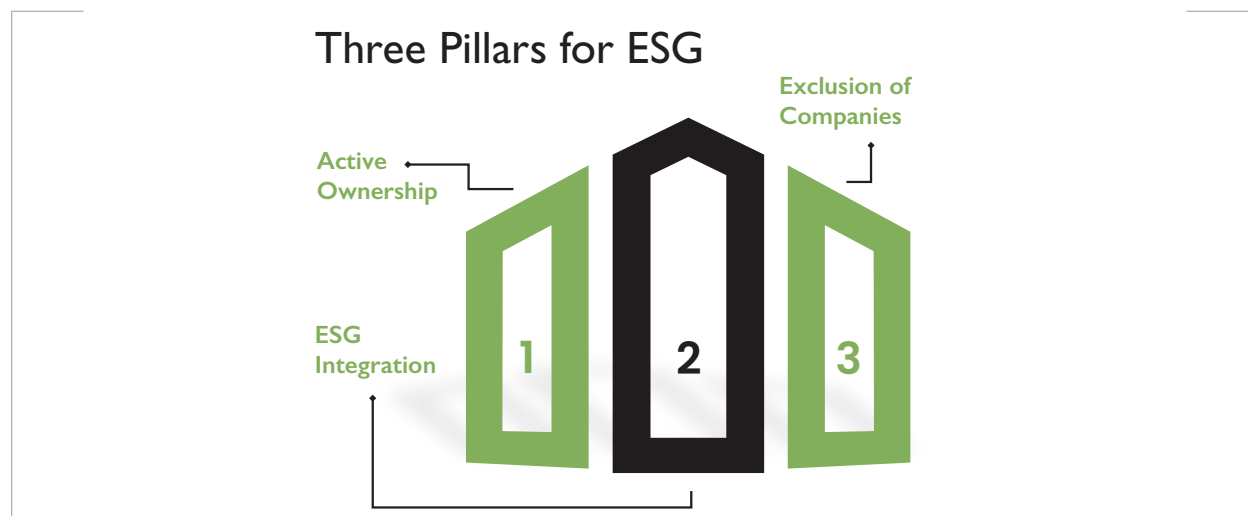 Three Pillars for ESG
Exclusion of
Companies
Active
Ownership
ESG
Integration
1
2
3